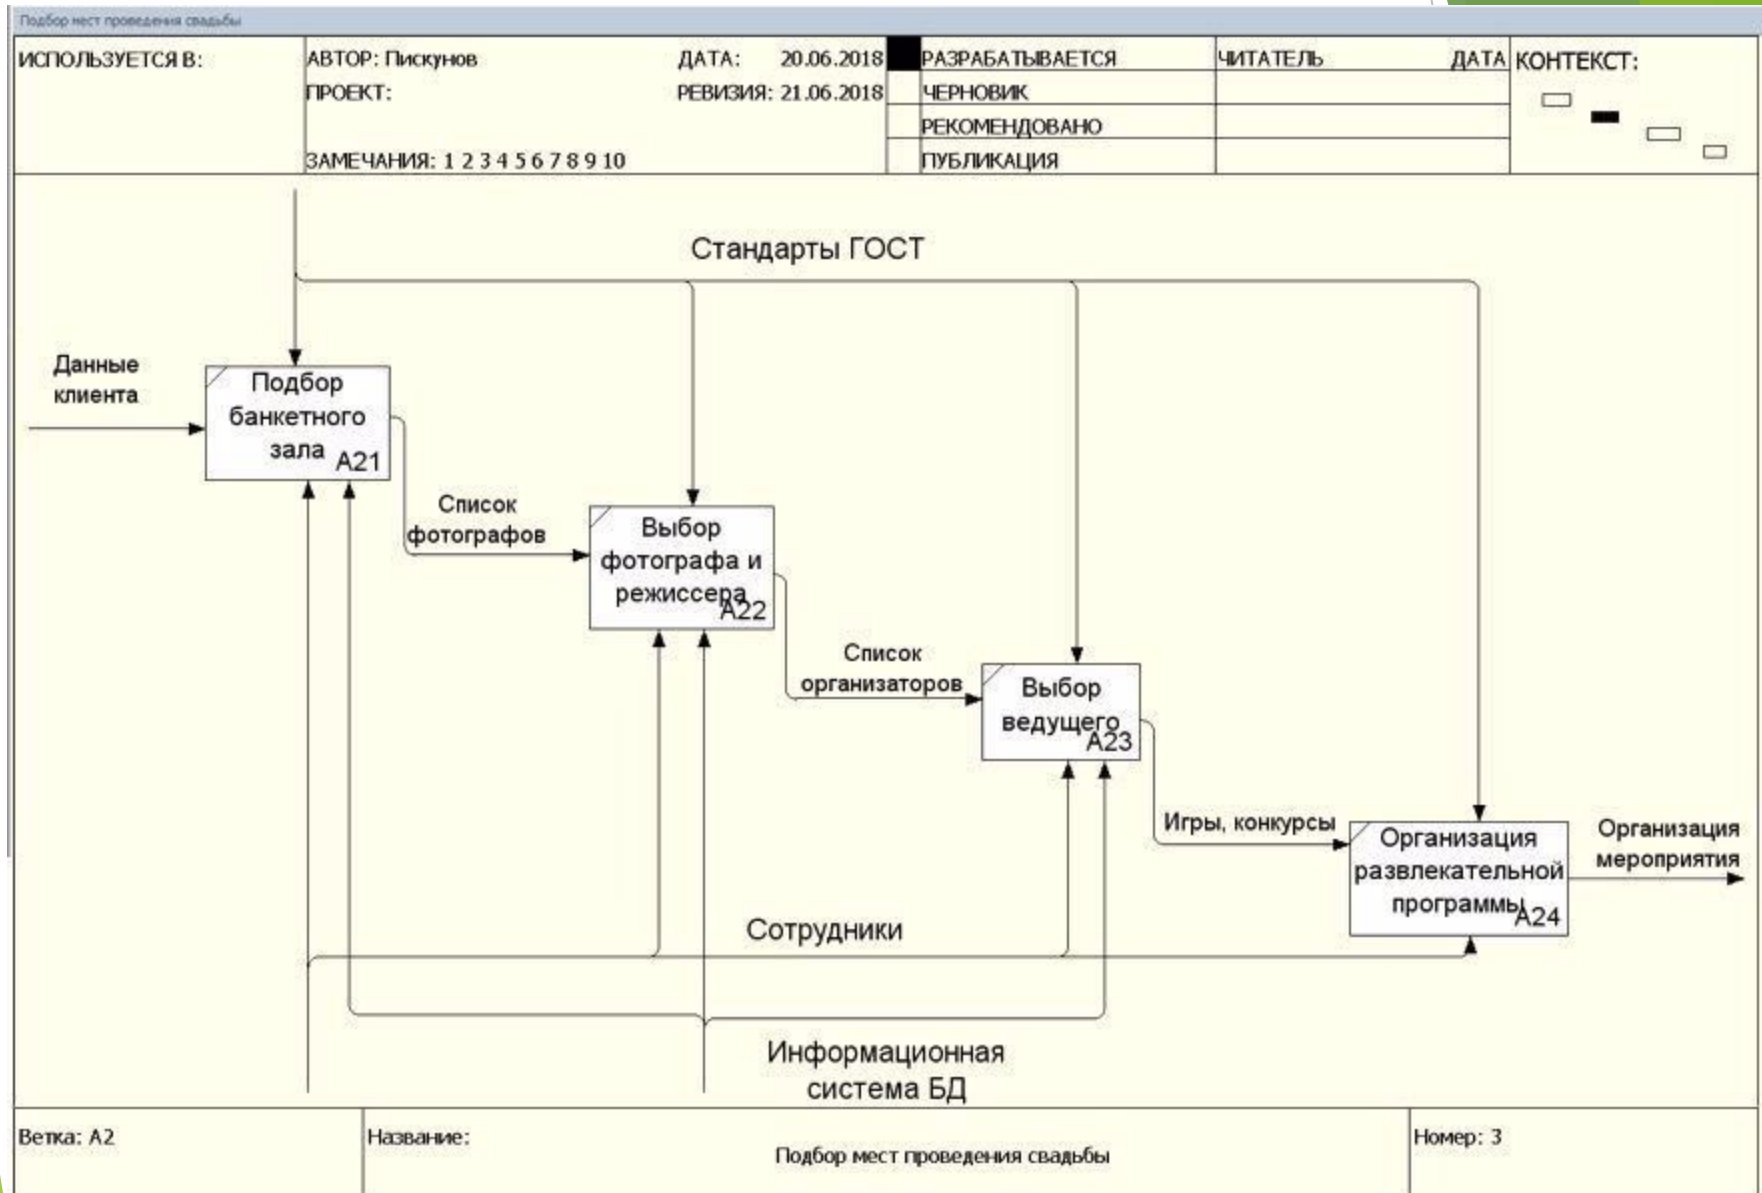 Подбор мест проведения свадьбы
ИСПОЛЬЗУЕТСЯ В:
АВТОР: Пискунов
ДАТА: 20.06.2018
ПРОЕКТ:
РЕВИЗИЯ: 21.06.2018
ЗАМЕЧАНИЯ: 1 2 3 4 5 6 7 8 9 10
РАЗРАБАТЫВАЕТСЯ
ЧЕРНОВИК
РЕКОМЕНДОВАНО
ПУБЛИКАЦИЯ
ЧИТАТЕЛЬ
ДАТА
КОНТЕКСТ:
Стандарты ГОСТ
Данные
клиента
Подбор
банкетного
зала
A21
Список
фотографов
Выбор
фотографа и
режиссера
A22
Список
организаторов
Выбор
ведущего
A23
Игры, конкурсы
Организация
развлекательной
программы
A24
Организация
мероприятия
Сотрудники
Информационная
система БД
Ветка: A2
Название:
Подбор мест проведения свадьбы
Номер: 3